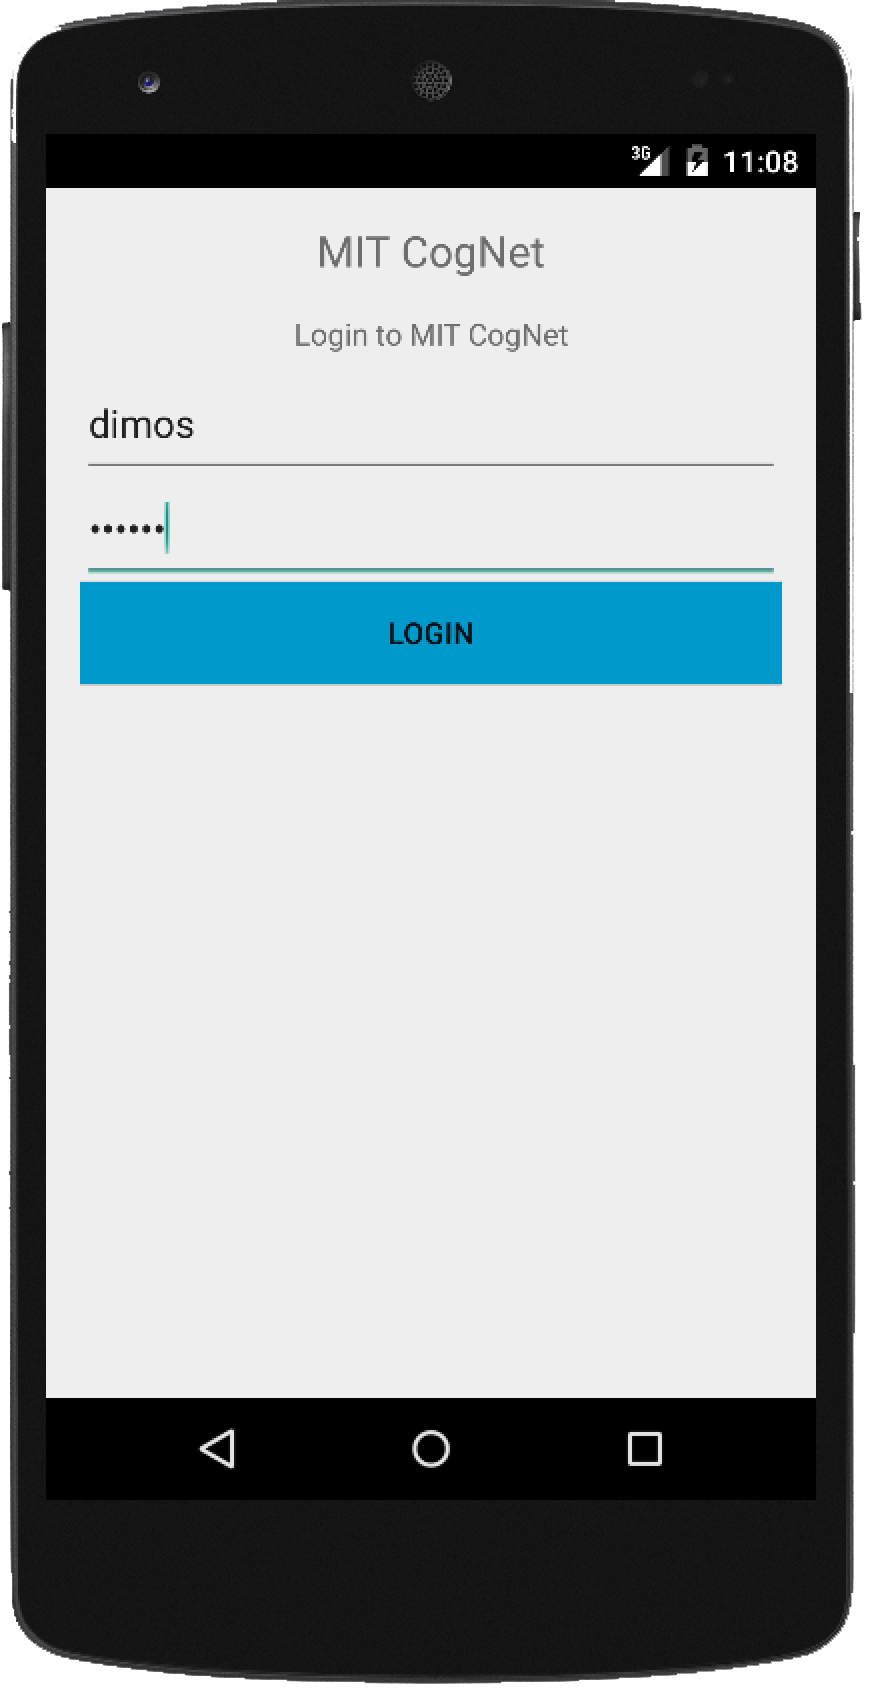 3G 11:08
MIT CogNet
Login to MIT CogNet
dimos
••••••
LOGIN